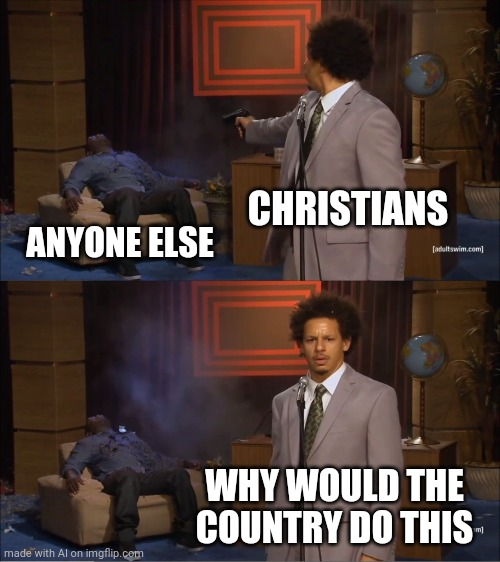 CHRISTIANS
ANYONE ELSE
[adultswim.com]
WHY WOULD THE
COUNTRY DO THIS
made with AI on imgflip.com